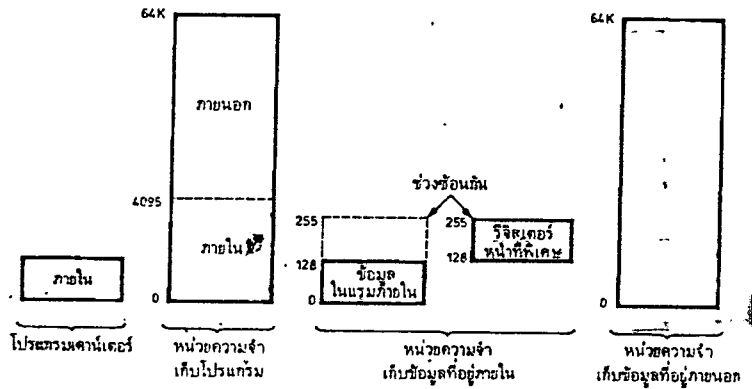 64K
ภายนอก
4095
ภายใน
0
ภายใน
โปรแกรมเคาน์เตอร์
หน่วยความจำ
เก็บโปรแกรม
ช่วงซ้อนกัน
255
128
0
ข้อมูล
ในแรมภายใน
255
128
รีจิสเตอร์
หน้าที่พิเศษ
หน่วยความจำ
เก็บข้อมูลที่อยู่ภายใน
64K
0
หน่วยความจำ
เก็บข้อมูลที่อยู่ภายนอก